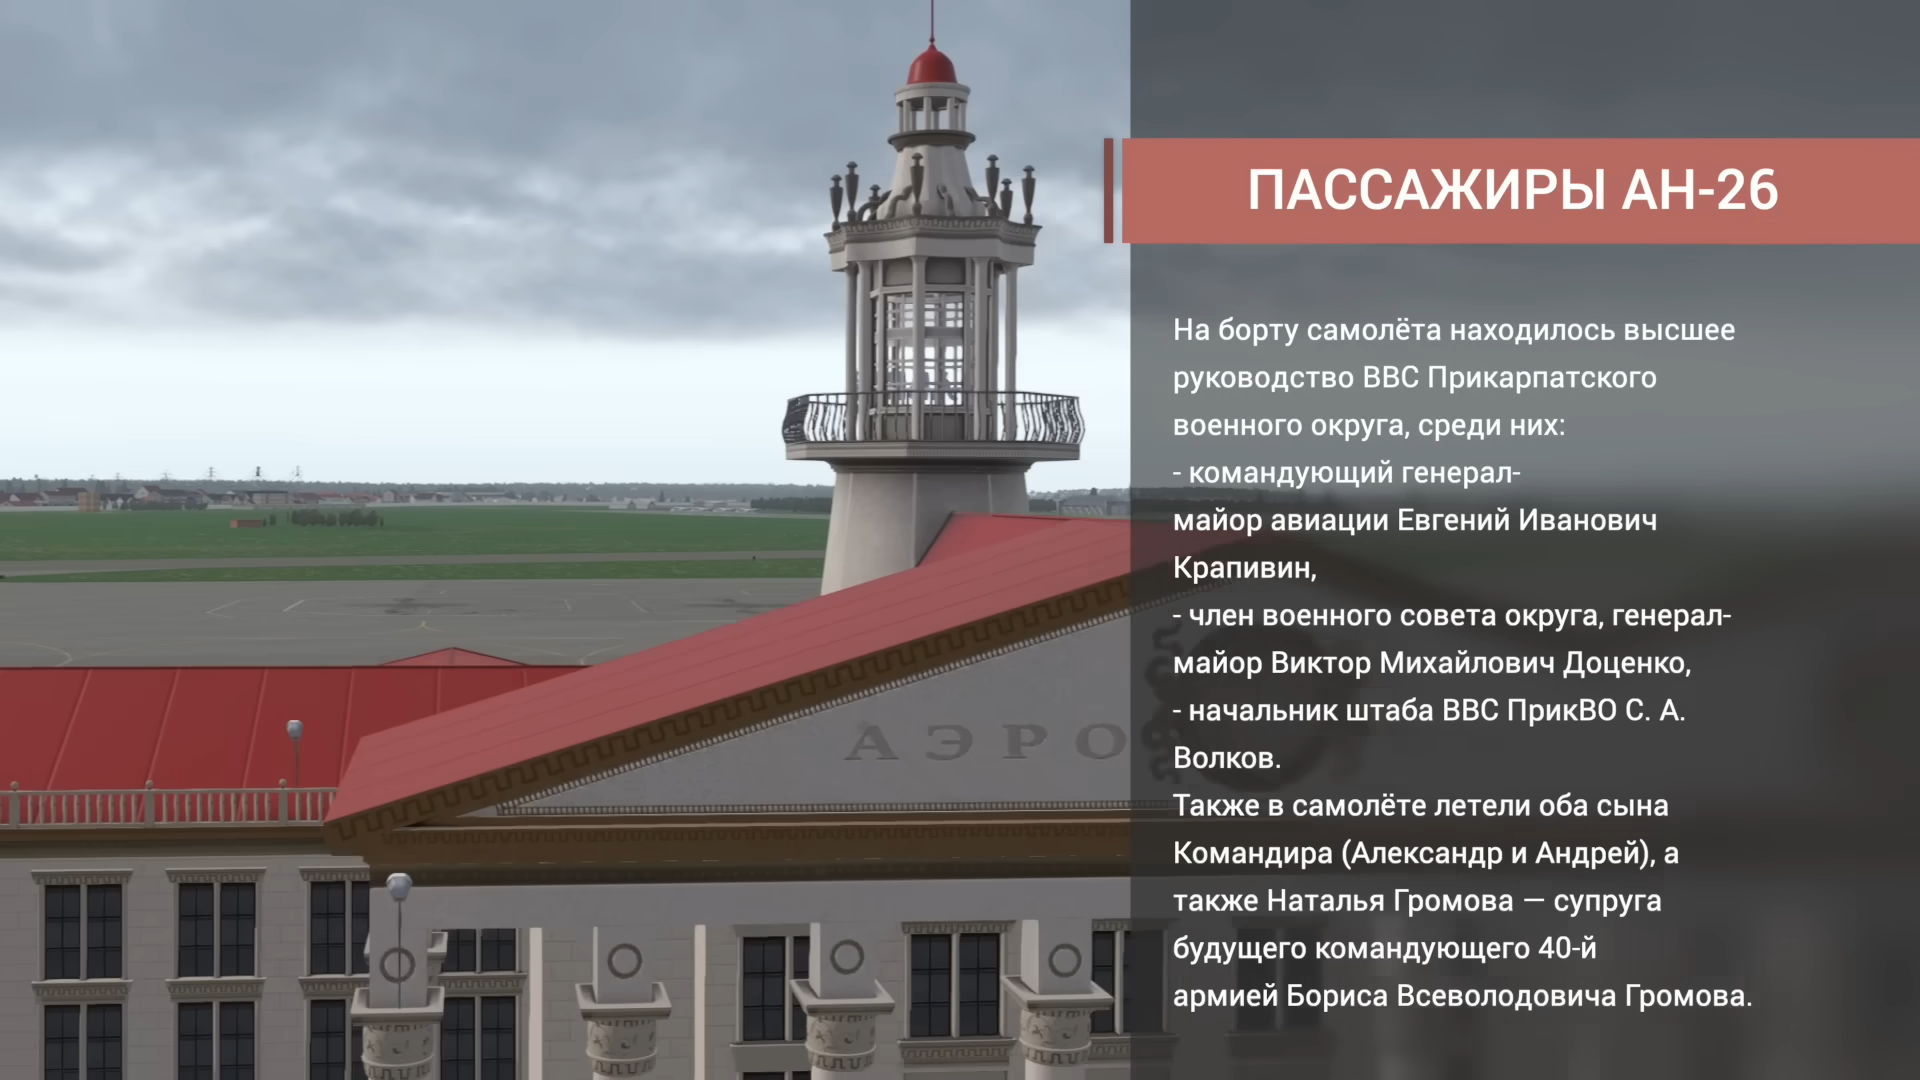 ПАССАЖИРЫ АН-26
На борту самолёта находилось высшее
руководство ВВС Прикарпатского
военного округа, среди них:
- командующий генерал-
майор авиации Евгений Иванович
Крапивин,
- член военного совета округа, генерал-
майор Виктор Михайлович Доценко,
- начальник штаба ВВС ПрикВО С. А.
Волков.
Также в самолёте летели оба сына
Командира (Александр и Андрей), а
также Наталья Громова — супруга
будущего командующего 40-й
армией Бориса Всеволодовича Громова.
АЭРО